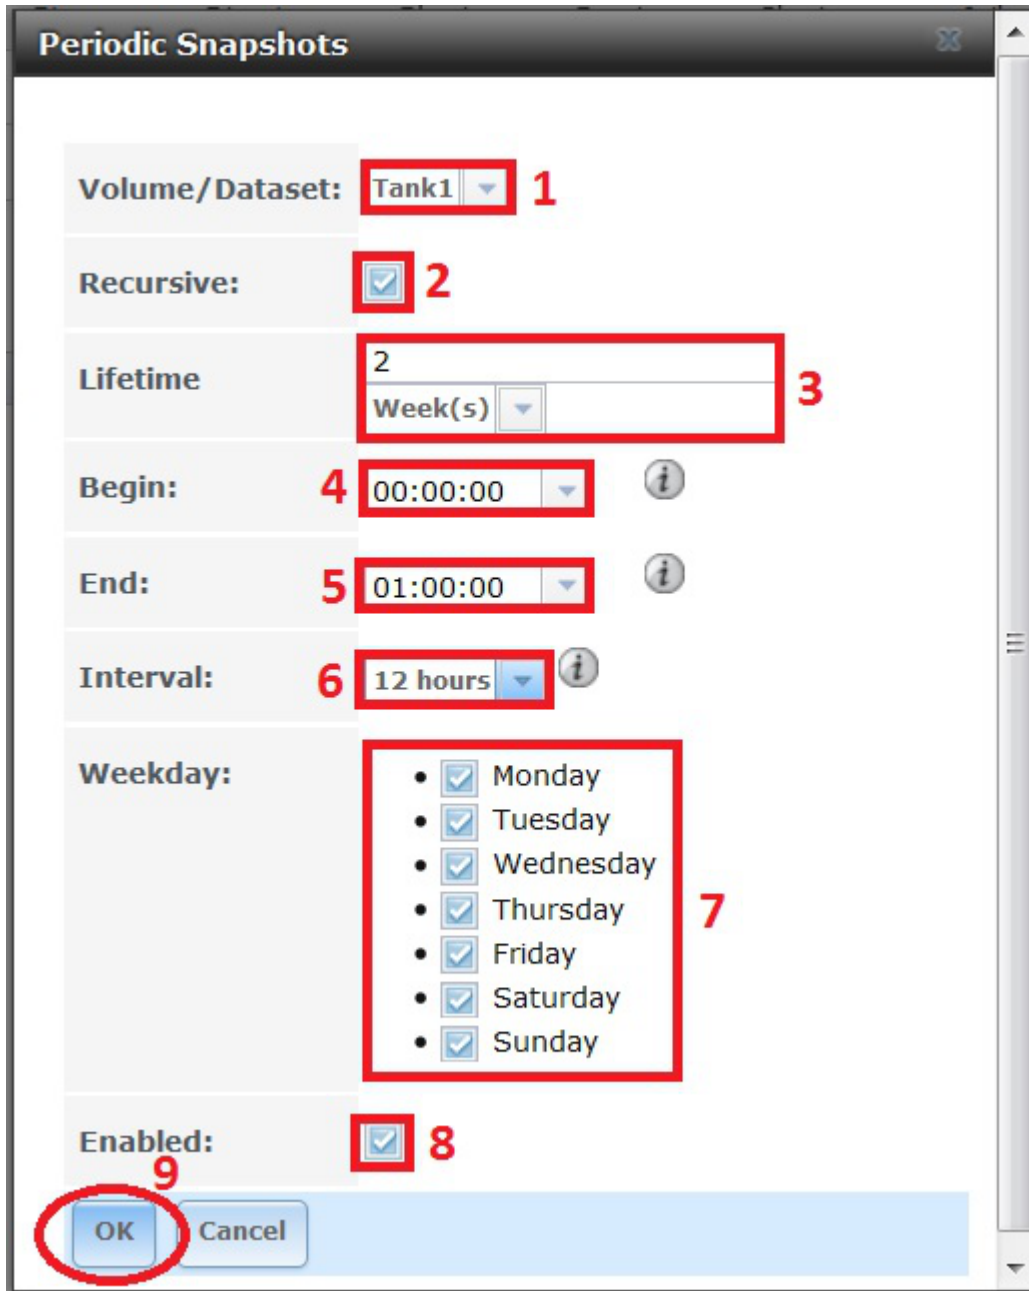 Periodic Snapshots
Volume/Dataset: Tank1 1
Recursive: 2
Lifetime 2
Week(s) 3
Begin: 4 00:00:00 i
End: 5 01:00:00 i
Interval: 6 12 hours i
Weekday: Monday
Tuesday
Wednesday
Thursday 7
Friday
Saturday
Sunday
Enabled: 8
9
OK Cancel